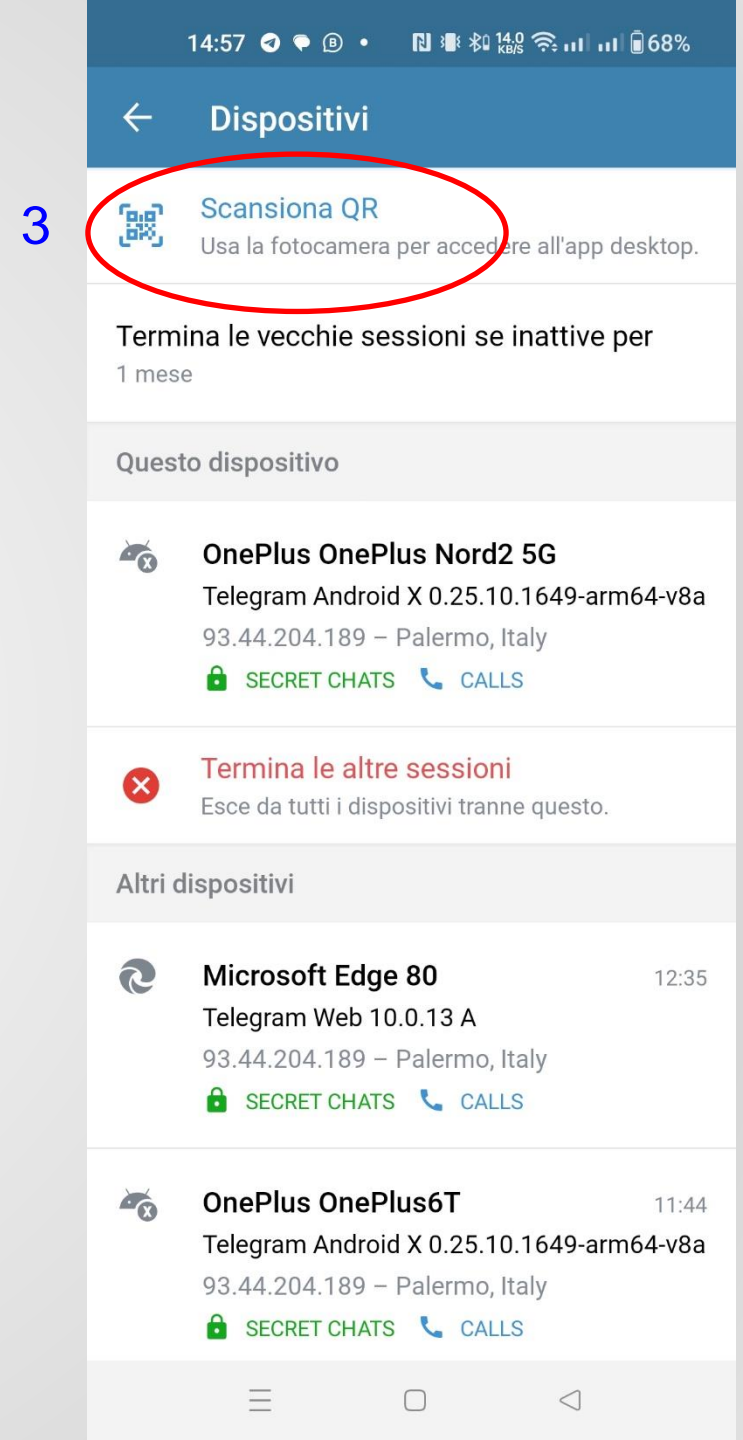 14:57 14.0 KB/S 68%
Dispositivi
3
Scansiona QR
Usa la fotocamera per accedere all'app desktop.
Termina le vecchie sessioni se inattive per
1 mese
Questo dispositivo
OnePlus OnePlus Nord2 5G
Telegram Android X 0.25.10.1649-arm64-v8a
93.44.204.189 – Palermo, Italy
SECRET CHATS CALLS
Termina le altre sessioni
Esce da tutti i dispositivi tranne questo.
Altri dispositivi
Microsoft Edge 80 12:35
Telegram Web 10.0.13 A
93.44.204.189 – Palermo, Italy
SECRET CHATS CALLS
OnePlus OnePlus6T 11:44
Telegram Android X 0.25.10.1649-arm64-v8a
93.44.204.189 – Palermo, Italy
SECRET CHATS CALLS